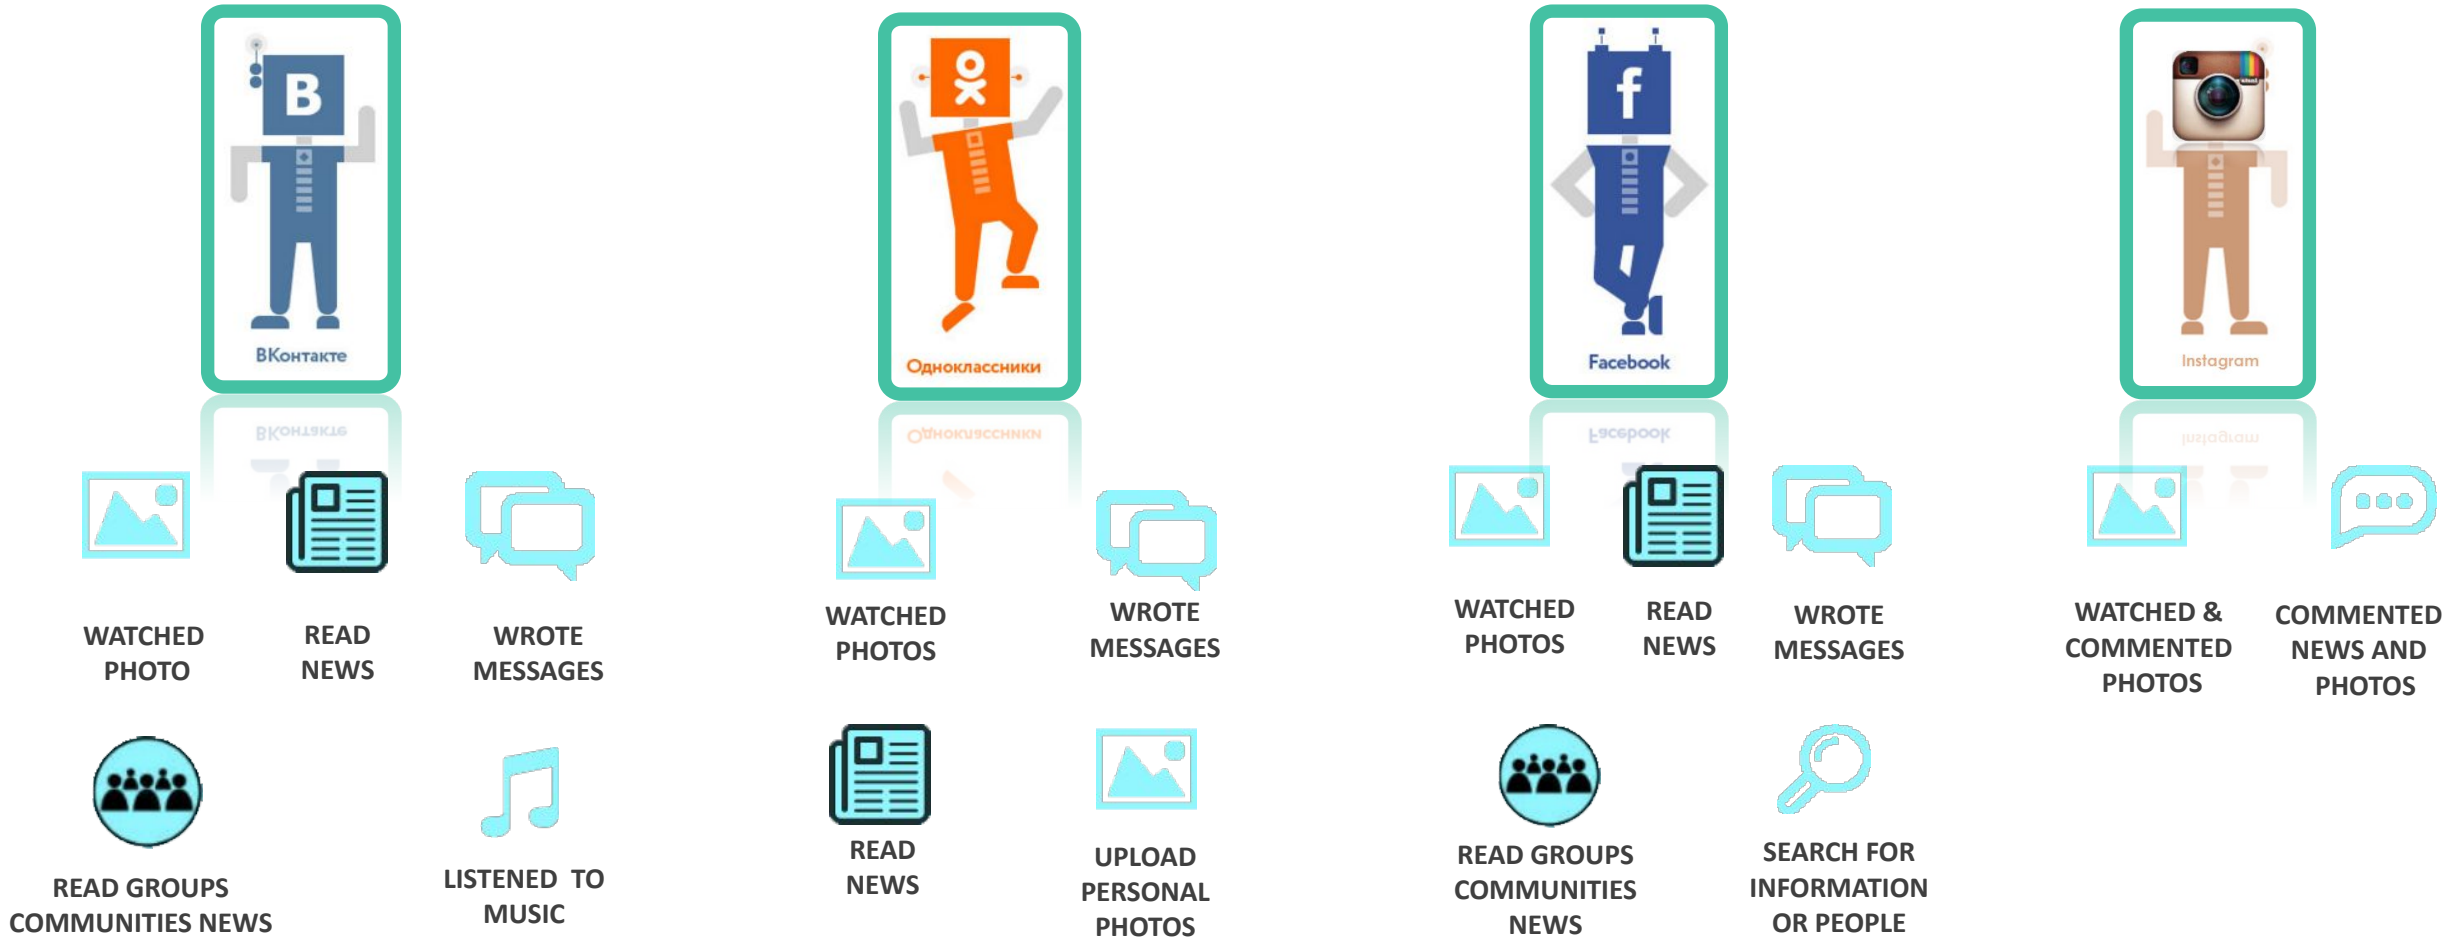 B
ВКонтакте
WATCHED
PHOTO
READ
NEWS
WROTE
MESSAGES
READ GROUPS
COMMUNITIES NEWS
LISTENED TO
MUSIC
Одноклассники
WATCHED
PHOTOS
WROTE
MESSAGES
READ
NEWS
UPLOAD
PERSONAL
PHOTOS
f
Facebook
WATCHED
PHOTOS
READ
NEWS
WROTE
MESSAGES
READ GROUPS
COMMUNITIES
NEWS
SEARCH FOR
INFORMATION
OR PEOPLE
Instagram
WATCHED &
COMMENTED
PHOTOS
COMMENTED
NEWS AND
PHOTOS